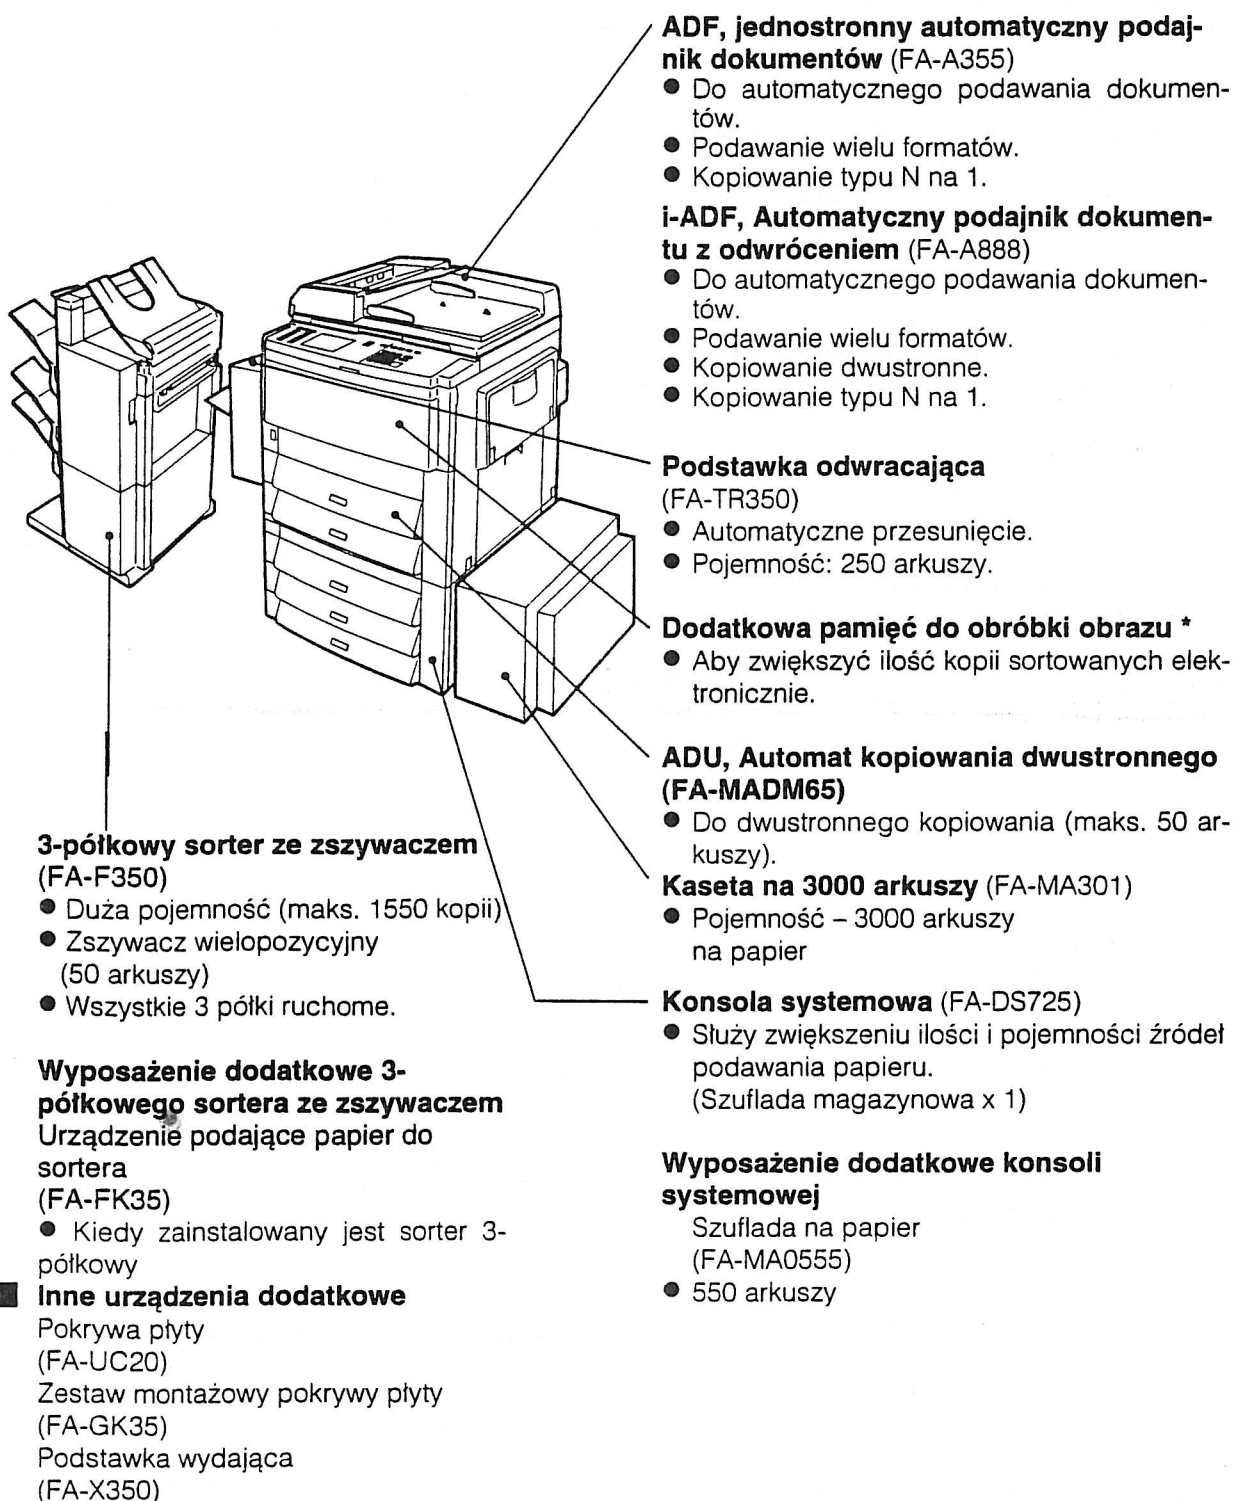 ADF, jednostronny automatyczny podaj-
nik dokumentów (FA-A355)
● Do automatycznego podawania dokumen-
tów.
● Podawanie wielu formatów.
● Kopiowanie typu N na 1.
i-ADF, Automatyczny podajnik dokumen-
tu z odwróceniem (FA-A888)
● Do automatycznego podawania dokumen-
tów.
● Podawanie wielu formatów.
● Kopiowanie dwustronne.
● Kopiowanie typu N na 1.
Podstawka odwracająca
(FA-TR350)
● Automatyczne przesunięcie.
● Pojemność: 250 arkuszy.
Dodatkowa pamięć do obróbki obrazu *
● Aby zwiększyć ilość kopii sortowanych elek-
tronicznie.
ADU, Automat kopiowania dwustronnego
(FA-MADM65)
● Do dwustronnego kopiowania (maks. 50 ar-
kuszy).
Kaseta na 3000 arkuszy (FA-MA301)
● Pojemność – 3000 arkuszy
na papier
Konsola systemowa (FA-DS725)
● Służy zwiększeniu ilości i pojemności źródeł
podawania papieru.
(Szuflada magazynowa x 1)
Wyposażenie dodatkowe konsoli
systemowej
Szuflada na papier
(FA-MA0555)
● 550 arkuszy
3-półkowy sorter ze zszywaczem
(FA-F350)
● Duża pojemność (maks. 1550 kopii)
● Zszywacz wielopozycyjny
(50 arkuszy)
● Wszystkie 3 półki ruchome.
Wyposażenie dodatkowe 3-
półkowego sortera ze zszywaczem
Urządzenie podające papier do
sortera
(FA-FK35)
● Kiedy zainstalowany jest sorter 3-
półkowy
■ Inne urządzenia dodatkowe
Pokrywa płyty
(FA-UC20)
Zestaw montażowy pokrywy płyty
(FA-GK35)
Podstawka wydająca
(FA-X350)